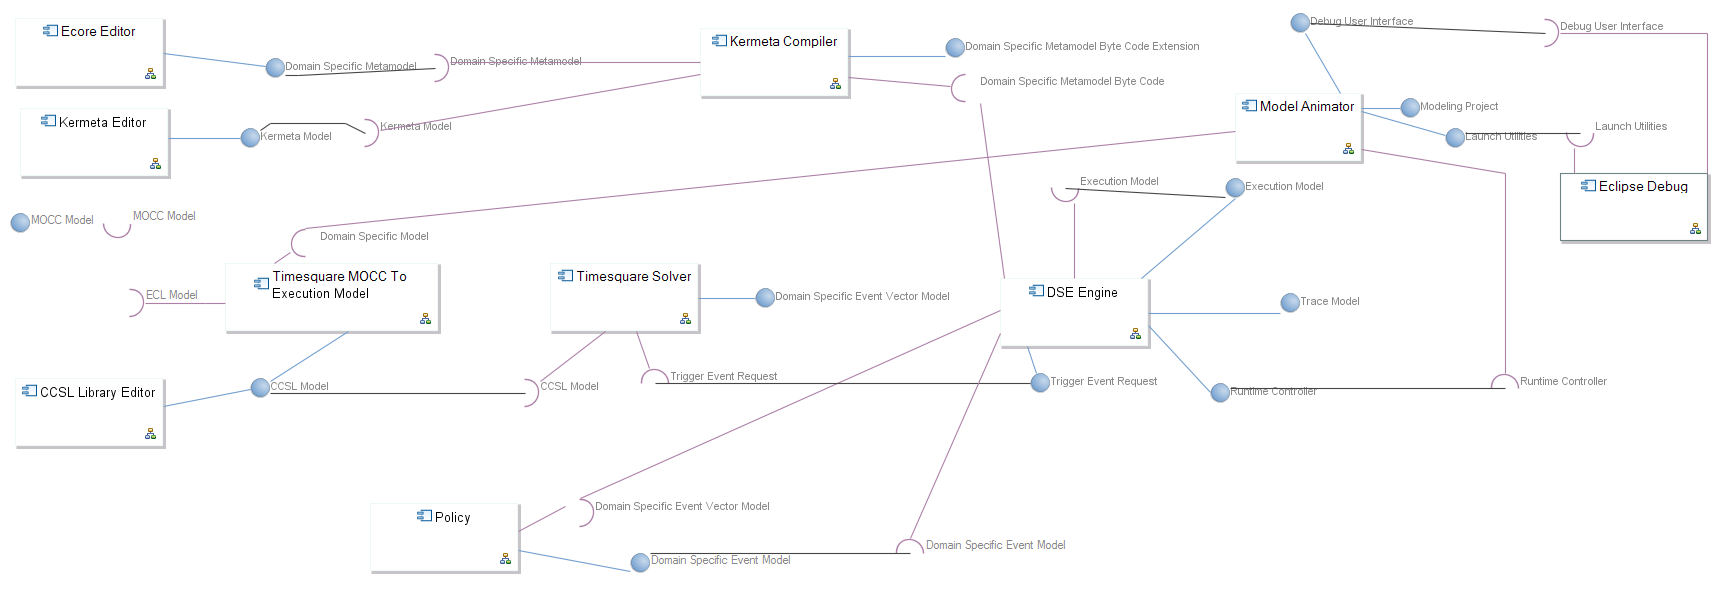 Ecore Editor
Domain Specific Metamodel
Domain Specific Metamodel
Kermeta Compiler
Domain Specific Metamodel Byte Code Extension
Domain Specific Metamodel Byte Code
Debug User Interface
Debug User Interface
Kermeta Editor
Kermeta Model
Kermeta Model
Model Animator
Modeling Project
Launch Utilities
Launch Utilities
Eclipse Debug
Execution Model
Execution Model
MOCC Model
MOCC Model
Domain Specific Model
Timesquare MOCC To
Execution Model
ECL Model
Timesquare Solver
Domain Specific Event Vector Model
DSE Engine
Trace Model
CCSL Library Editor
CCSL Model
CCSL Model
Trigger Event Request
Trigger Event Request
Runtime Controller
Runtime Controller
Policy
Domain Specific Event Vector Model
Domain Specific Event Model
Domain Specific Event Model